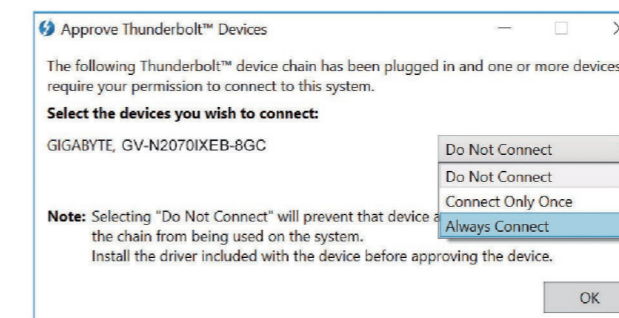 Approve Thunderbolt™ Devices
The following Thunderbolt™ device chain has been plugged in and one or more devices
require your permission to connect to this system.
Select the devices you wish to connect:
GIGABYTE, GV-N2070IXEB-8GC
Do Not Connect
Do Not Connect
Connect Only Once
Always Connect
Note: Selecting "Do Not Connect" will prevent that device
the chain from being used on the system.
Install the driver included with the device before approving the device.
OK